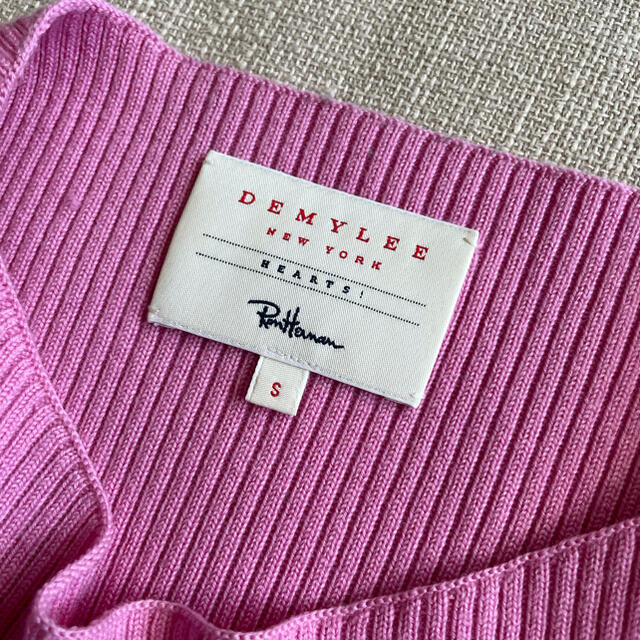 DEMYLEE
NEW YORK
HEARTS!
Ron Herman
S